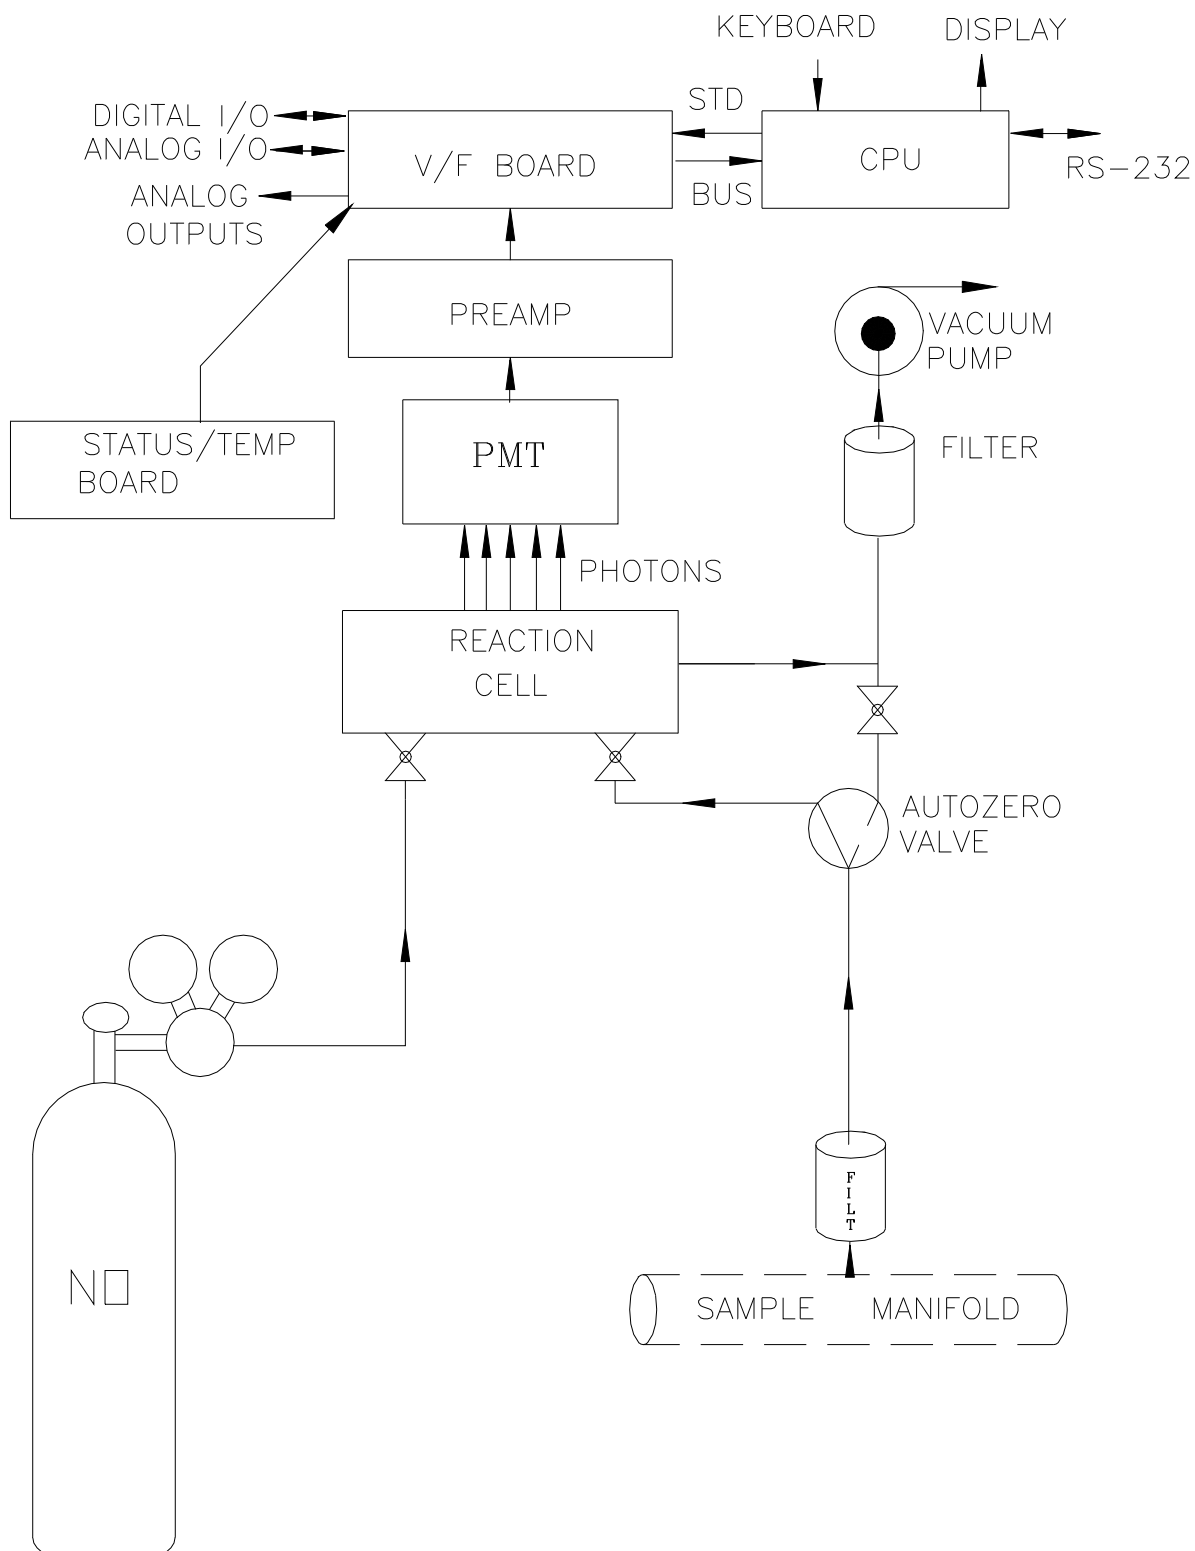 KEYBOARD
DISPLAY
DIGITAL I/O
STD
ANALOG I/O
V/F BOARD
CPU
RS-232
ANALOG
OUTPUTS
BUS
PREAMP
VACUUM
PUMP
STATUS/TEMP
BOARD
PMT
FILTER
PHOTONS
REACTION
CELL
AUTOZERO
VALVE
FILT
NO
SAMPLE MANIFOLD